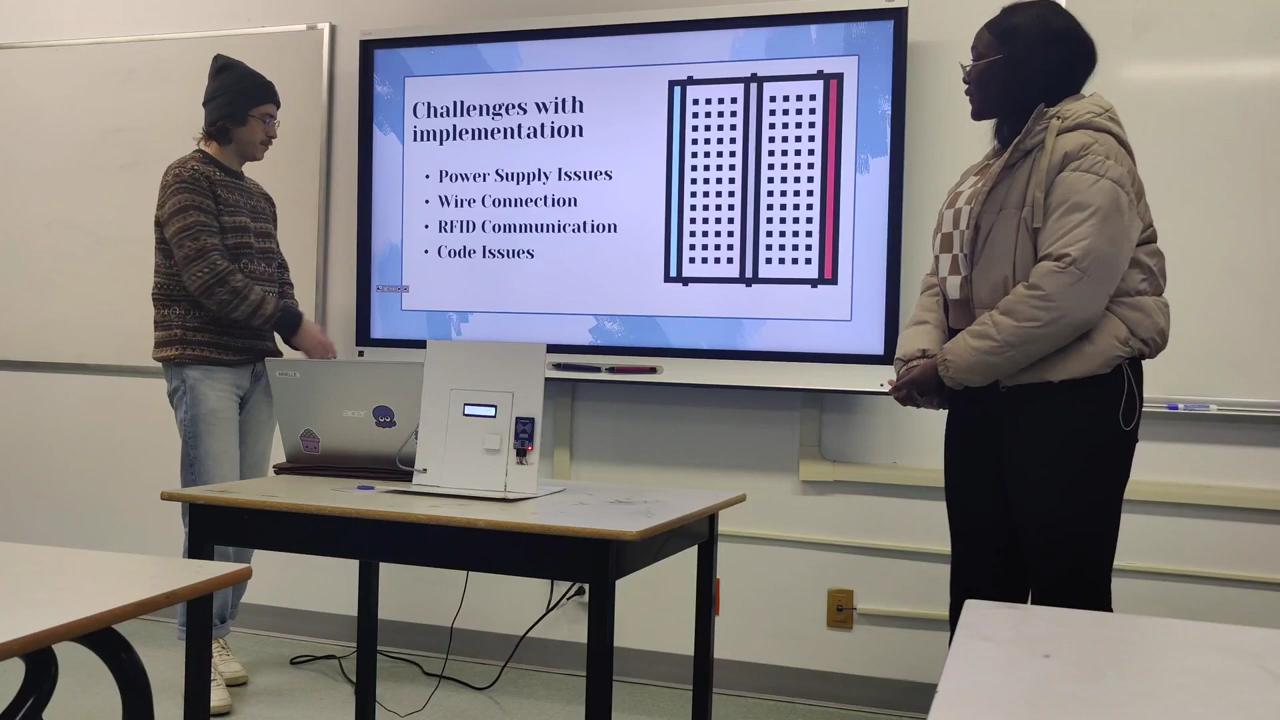 Challenges with
implementation
• Power Supply Issues
• Wire Connection
• RFID Communication
• Code Issues
acer